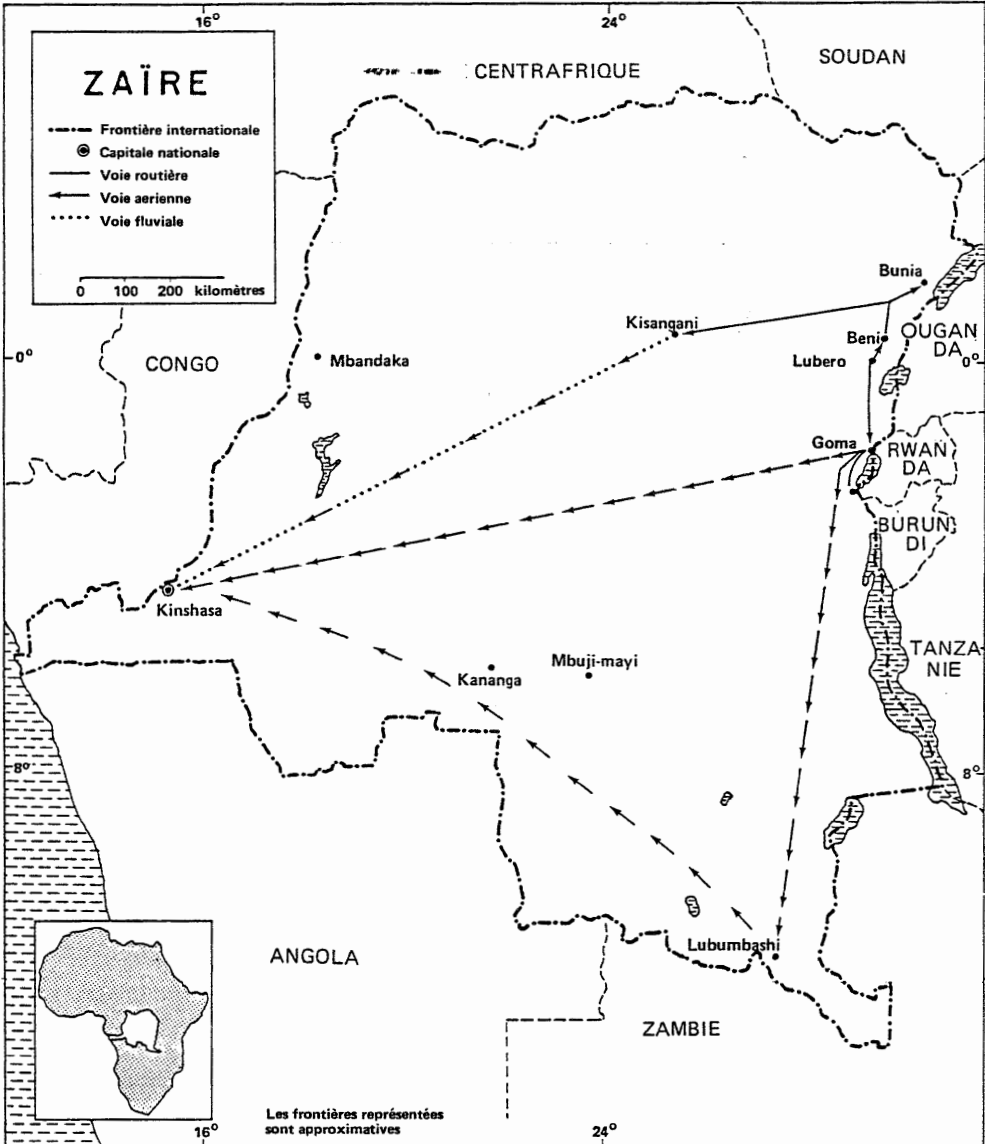 16°
24°
ZAÏRE
Frontière internationale
Capitale nationale
Voie routière
Voie aerienne
Voie fluviale
0 100 200 kilomètres
CENTRAFRIQUE
SOUDAN
Bunia
Kisangani
Beni
OUGAN
DA
0°
CONGO
Mbandaka
Lubero
0°
Goma
RWAN
DA
BURUN
DI
Kinshasa
TANZA
NIE
Mbuji-mayi
Kananga
8°
8°
Lubumbashi
ANGOLA
ZAMBIE
Les frontières représentées
sont approximatives
16°
24°